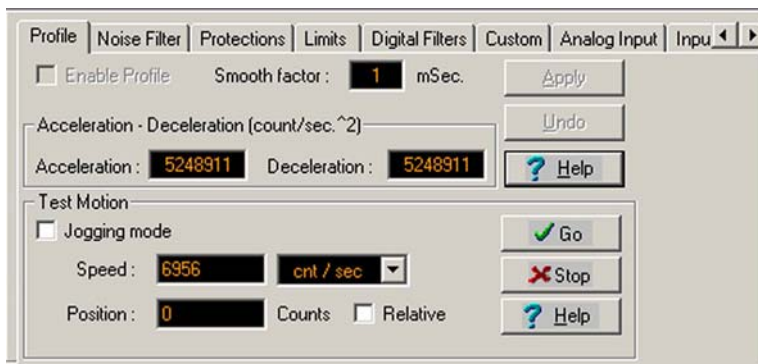 Profile Noise Filter Protections Limits Digital Filters Custom Analog Input Inpu
Enable Profile Smooth factor : 1 mSec. Apply
Acceleration - Deceleration (count/sec.^2) Undo
Acceleration : 5248911 Deceleration : 5248911 ? Help
Test Motion
Jogging mode Go
Speed : 6956 cnt / sec Stop
Position : 0 Counts Relative ? Help